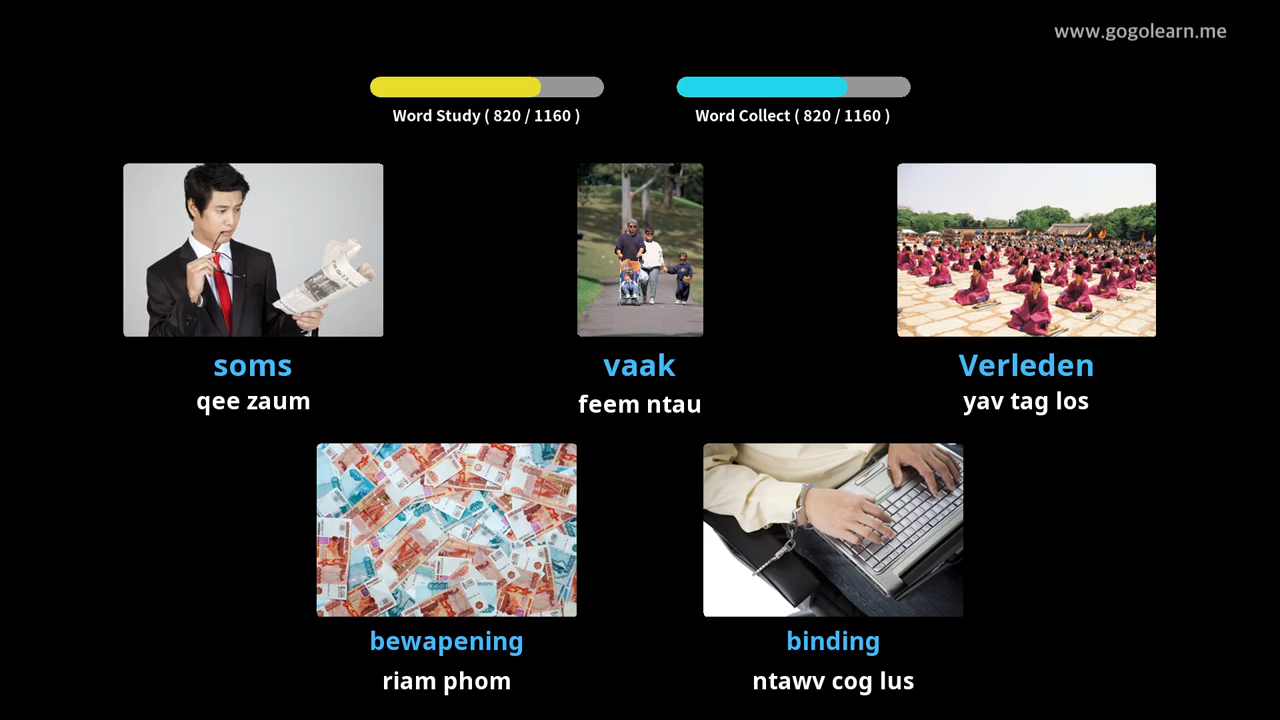 www.gogolearn.me
Word Study ( 820 / 1160 )
Word Collect ( 820 / 1160 )
soms
qee zaum
vaak
feem ntau
Verleden
yav tag los
bewapening
riam phom
binding
ntawv cog lus